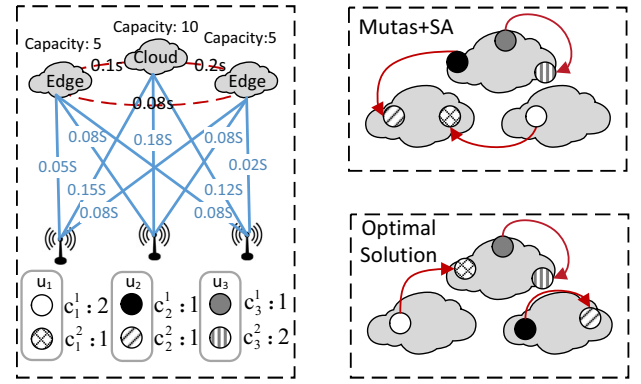 Capacity: 10
Capacity: 5
Capacity:5
Cloud
0.1s
0.2s
Edge
Edge
0.08s
0.08S
0.18S
0.08S
0.05S
0.02S
0.15S
0.12S
0.08S
0.08S
u₁
u₂
u₃
c₁¹ : 2
c₂¹ : 1
c₃¹ : 1
c₁² : 1
c₂² : 1
c₃² : 2
Mutas+SA
Optimal
Solution